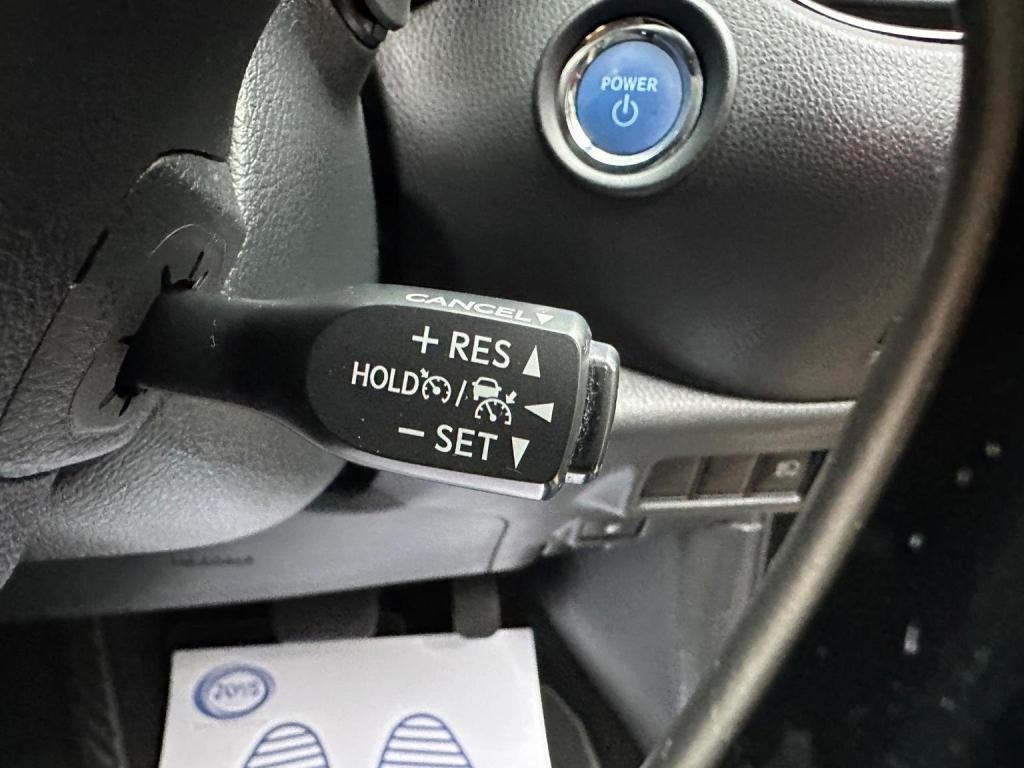 POWER
CANCEL
+ RES
HOLD /
- SET
2015